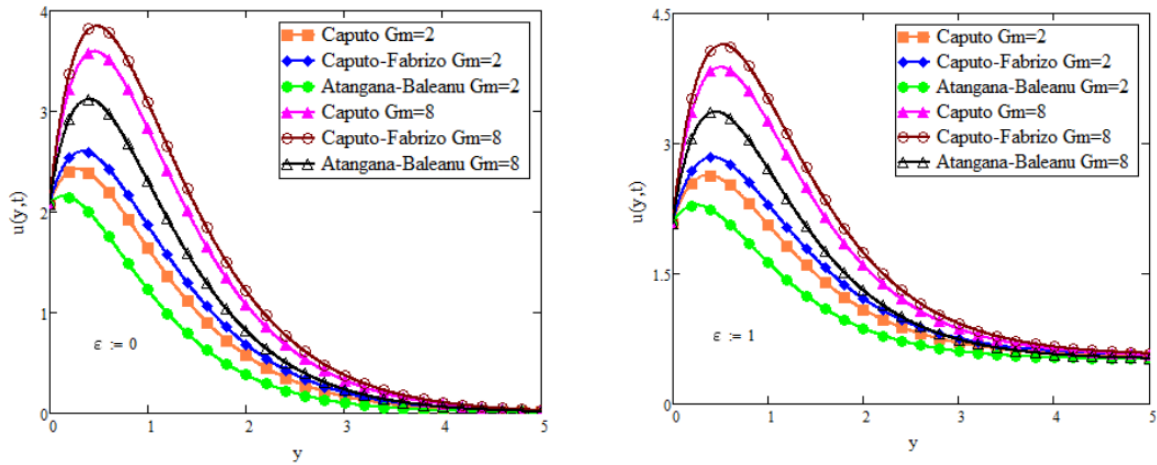 4
3
2
1
0
u(y,t)
Caputo Gm=2
Caputo-Fabrizo Gm=2
Atangana-Baleanu Gm=2
Caputo Gm=8
Caputo-Fabrizo Gm=8
Atangana-Baleanu Gm=8
ε := 0
0 1 2 3 4 5
y
4.5
3
1.5
0
u(y,t)
Caputo Gm=2
Caputo-Fabrizo Gm=2
Atangana-Baleanu Gm=2
Caputo Gm=8
Caputo-Fabrizo Gm=8
Atangana-Baleanu Gm=8
ε := 1
0 1 2 3 4 5
y